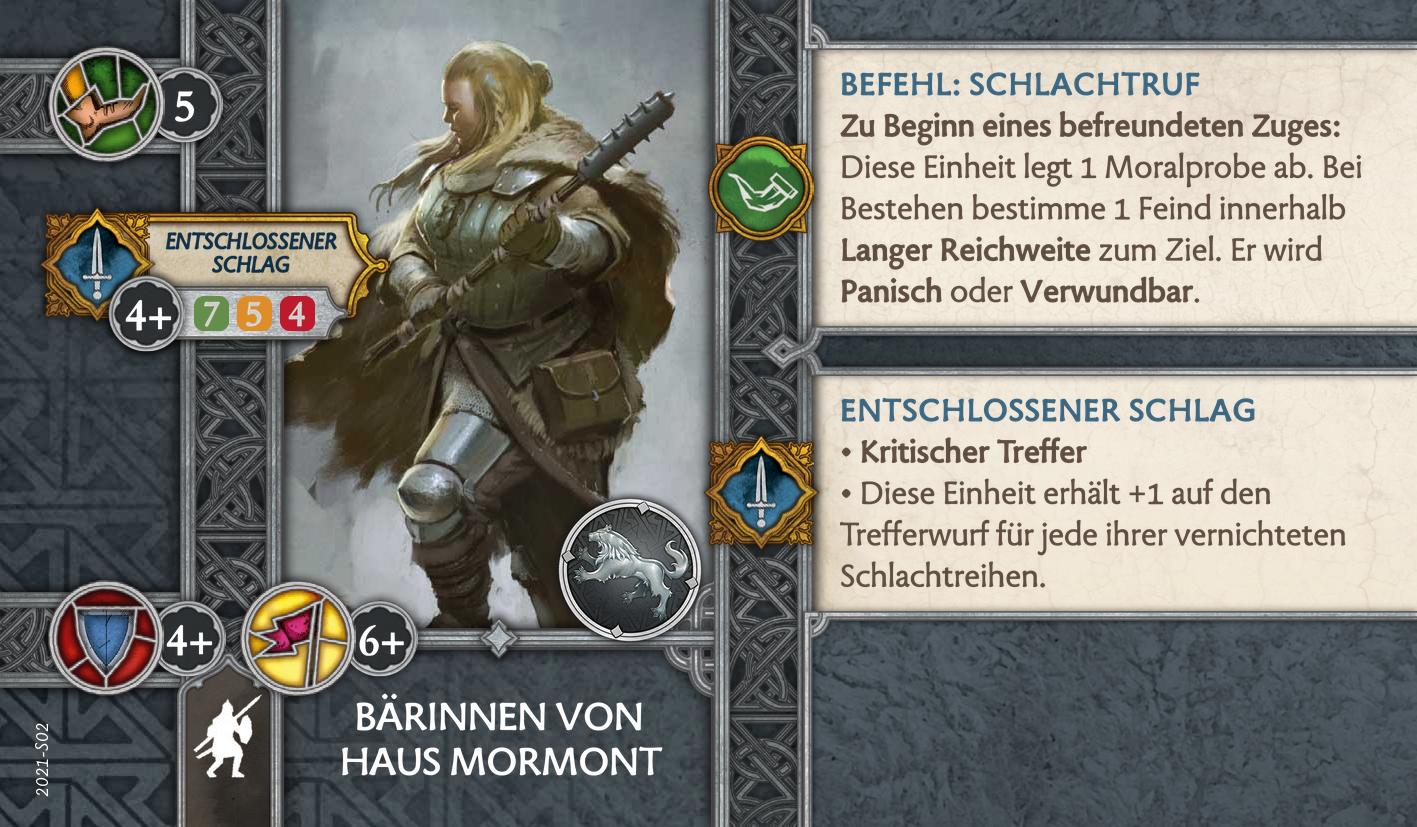 5
ENTSCHLOSSENER
SCHLAG
4+ 7 5 4
4+ 6+
BÄRINNEN VON
HAUS MORMONT
2021-S02
BEFEHL: SCHLACHTRUF
Zu Beginn eines befreundeten Zuges:
Diese Einheit legt 1 Moralprobe ab. Bei
Bestehen bestimme 1 Feind innerhalb
Langer Reichweite zum Ziel. Er wird
Panisch oder Verwundbar.
ENTSCHLOSSENER SCHLAG
• Kritischer Treffer
• Diese Einheit erhält +1 auf den
Trefferwurf für jede ihrer vernichteten
Schlachtreihen.